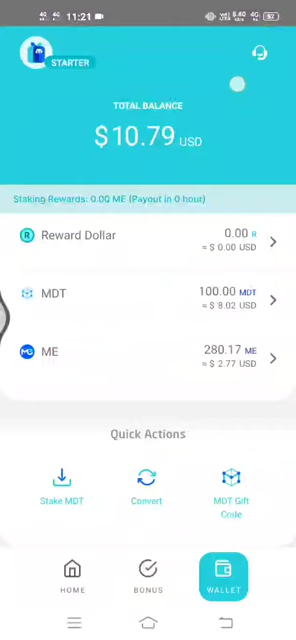 11:21
STARTER
TOTAL BALANCE
$10.79 USD
Staking Rewards: 0.00 ME (Payout in 0 hour)
R Reward Dollar 0.00 R
≈ $ 0.00 USD
MDT 100.00 MDT
≈ $ 8.02 USD
ME 280.17 ME
≈ $ 2.77 USD
Quick Actions
Stake MDT Convert MDT Gift
Code
HOME BONUS WALLET